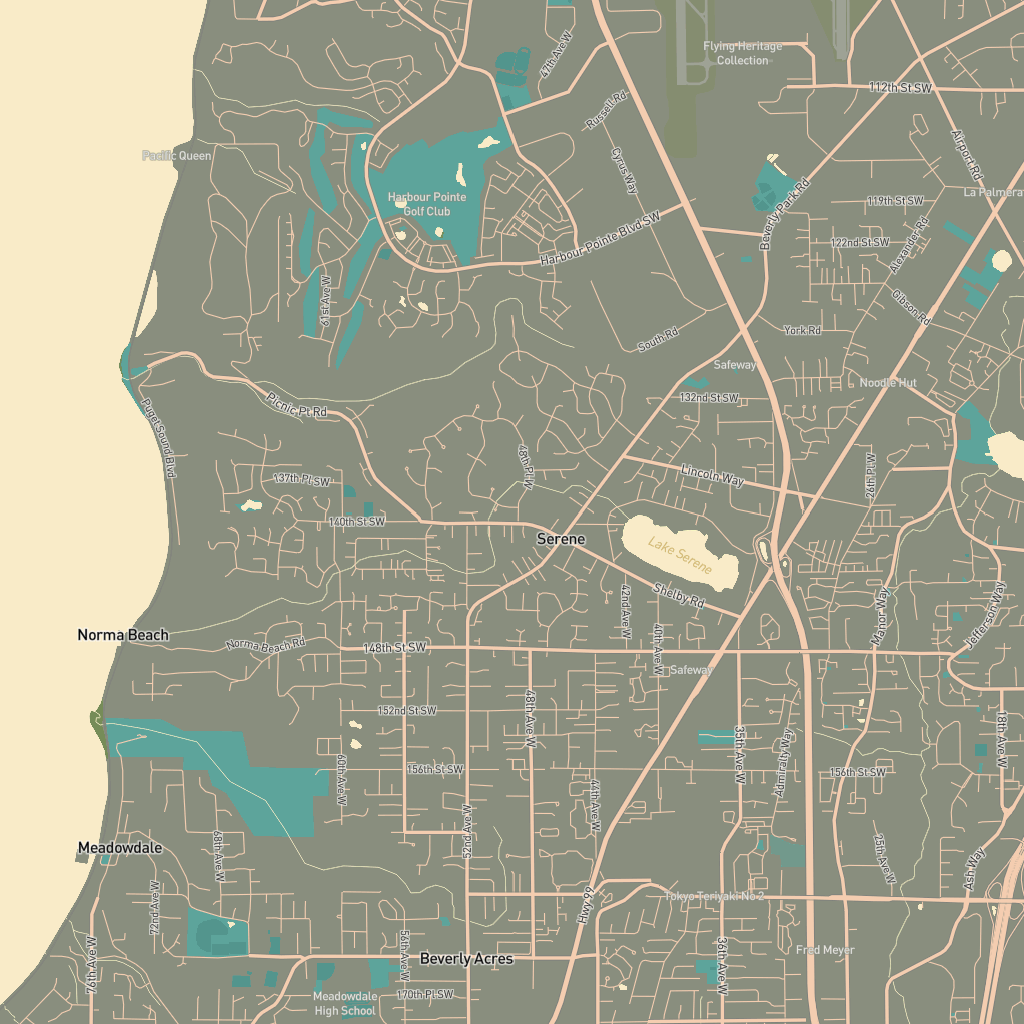 Flying Heritage
Collection
47th Ave W
112th St SW
Russell Rd
Airport Rd
Pacific Queen
Cyrus Way
Harbour Pointe
Golf Club
La Palmera
119th St SW
Beverly Park Rd
Harbour Pointe Blvd SW
122nd St SW
Alexander Rd
61st Ave W
Gibson Rd
South Rd
York Rd
Safeway
Noodle Hut
132nd St SW
Picnic Pt Rd
Puget Sound Blvd
48th Pl W
Lincoln Way
26th Pl W
137th Pl SW
140th St SW
Serene
Lake Serene
Shelby Rd
42nd Ave W
40th Ave W
Manor Way
Jefferson Way
Norma Beach
Norma Beach Rd
148th St SW
Safeway
152nd St SW
48th Ave W
35th Ave W
Admiralty Way
18th Ave W
156th St SW
156th St SW
60th Ave W
44th Ave W
52nd Ave W
Meadowdale
68th Ave W
25th Ave W
Ash Way
72nd Ave W
Hwy 99
Tokyo Teriyaki No 2
76th Ave W
56th Ave W
Beverly Acres
36th Ave W
Fred Meyer
Meadowdale
High School
170th Pl SW